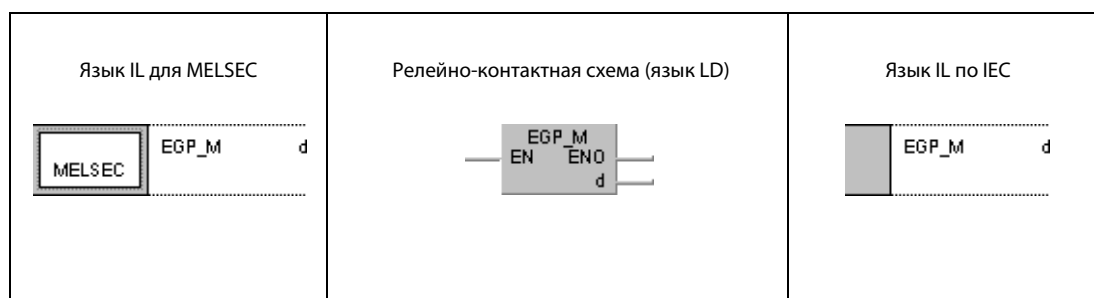 Язык IL для MELSEC
MELSEC
EGP_M d
Релейно-контактная схема (язык LD)
EGP_M
EN ENO
d
Язык IL по IEC
EGP_M d